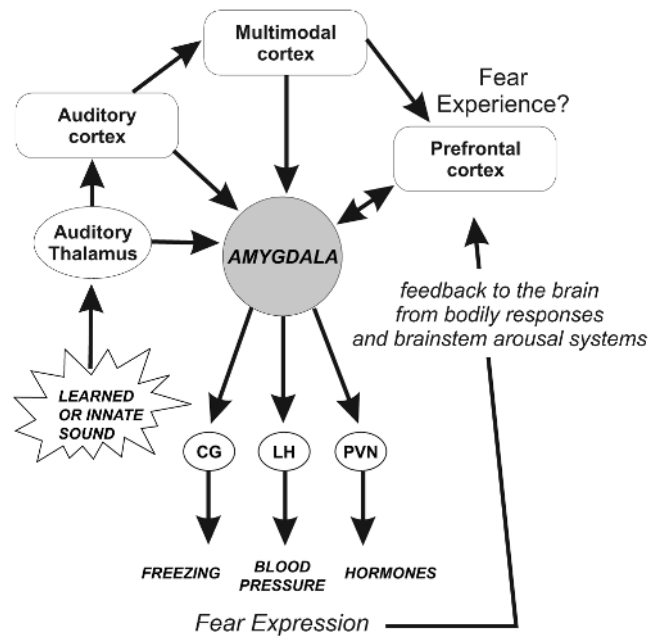 Multimodal
cortex
Fear
Experience?
Auditory
cortex
Prefrontal
cortex
Auditory
Thalamus
AMYGDALA
feedback to the brain
from bodily responses
and brainstem arousal systems
LEARNED
OR INNATE
SOUND
CG
LH
PVN
FREEZING
BLOOD
PRESSURE
HORMONES
Fear Expression